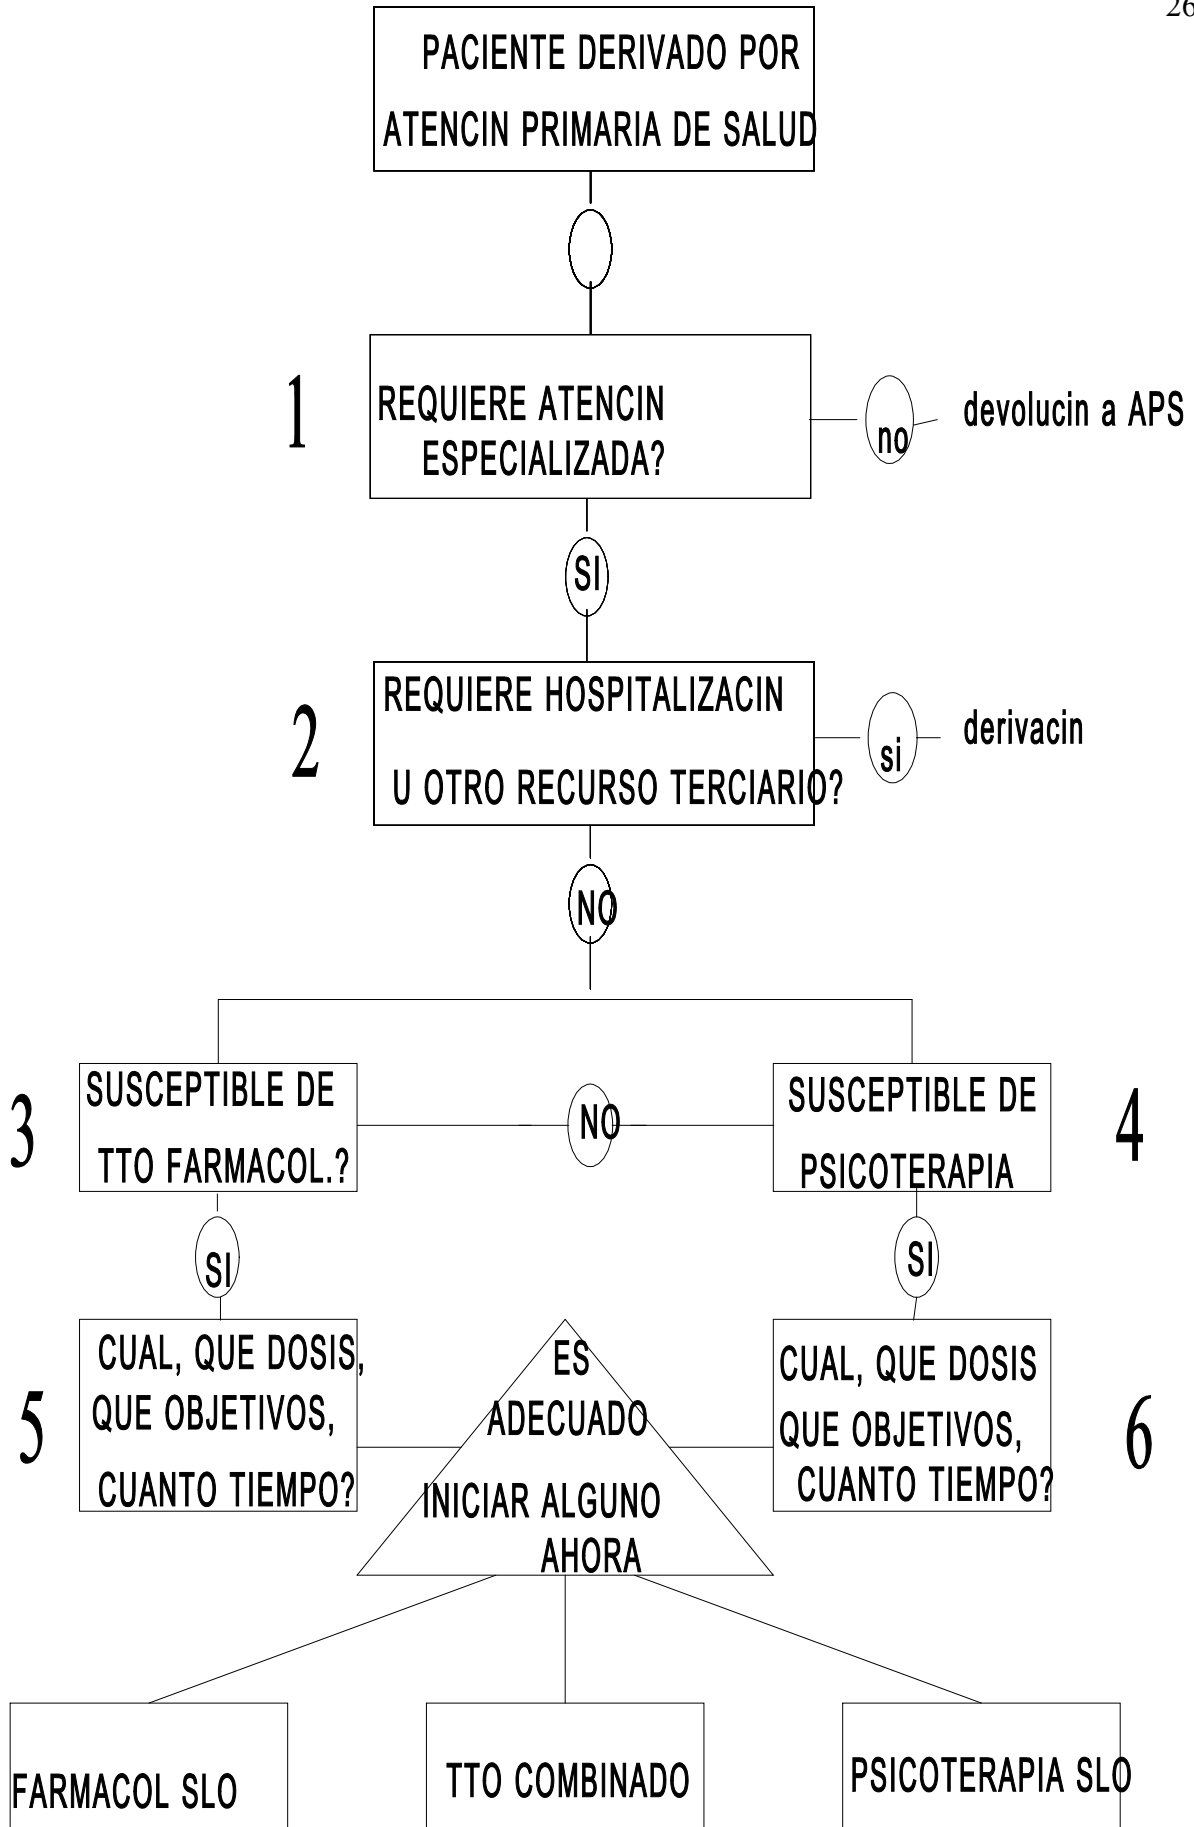 26
PACIENTE DERIVADO POR
ATENCIN PRIMARIA DE SALUD
1
REQUIERE ATENCIN
ESPECIALIZADA?
no
devolucin a APS
SI
2
REQUIERE HOSPITALIZACIN
U OTRO RECURSO TERCIARIO?
si
derivacin
NO
3
SUSCEPTIBLE DE
TTO FARMACOL.?
NO
SUSCEPTIBLE DE
PSICOTERAPIA
4
SI
SI
5
CUAL, QUE DOSIS,
QUE OBJETIVOS,
CUANTO TIEMPO?
ES
ADECUADO
INICIAR ALGUNO
AHORA
CUAL, QUE DOSIS
QUE OBJETIVOS,
CUANTO TIEMPO?
6
FARMACOL SLO
TTO COMBINADO
PSICOTERAPIA SLO